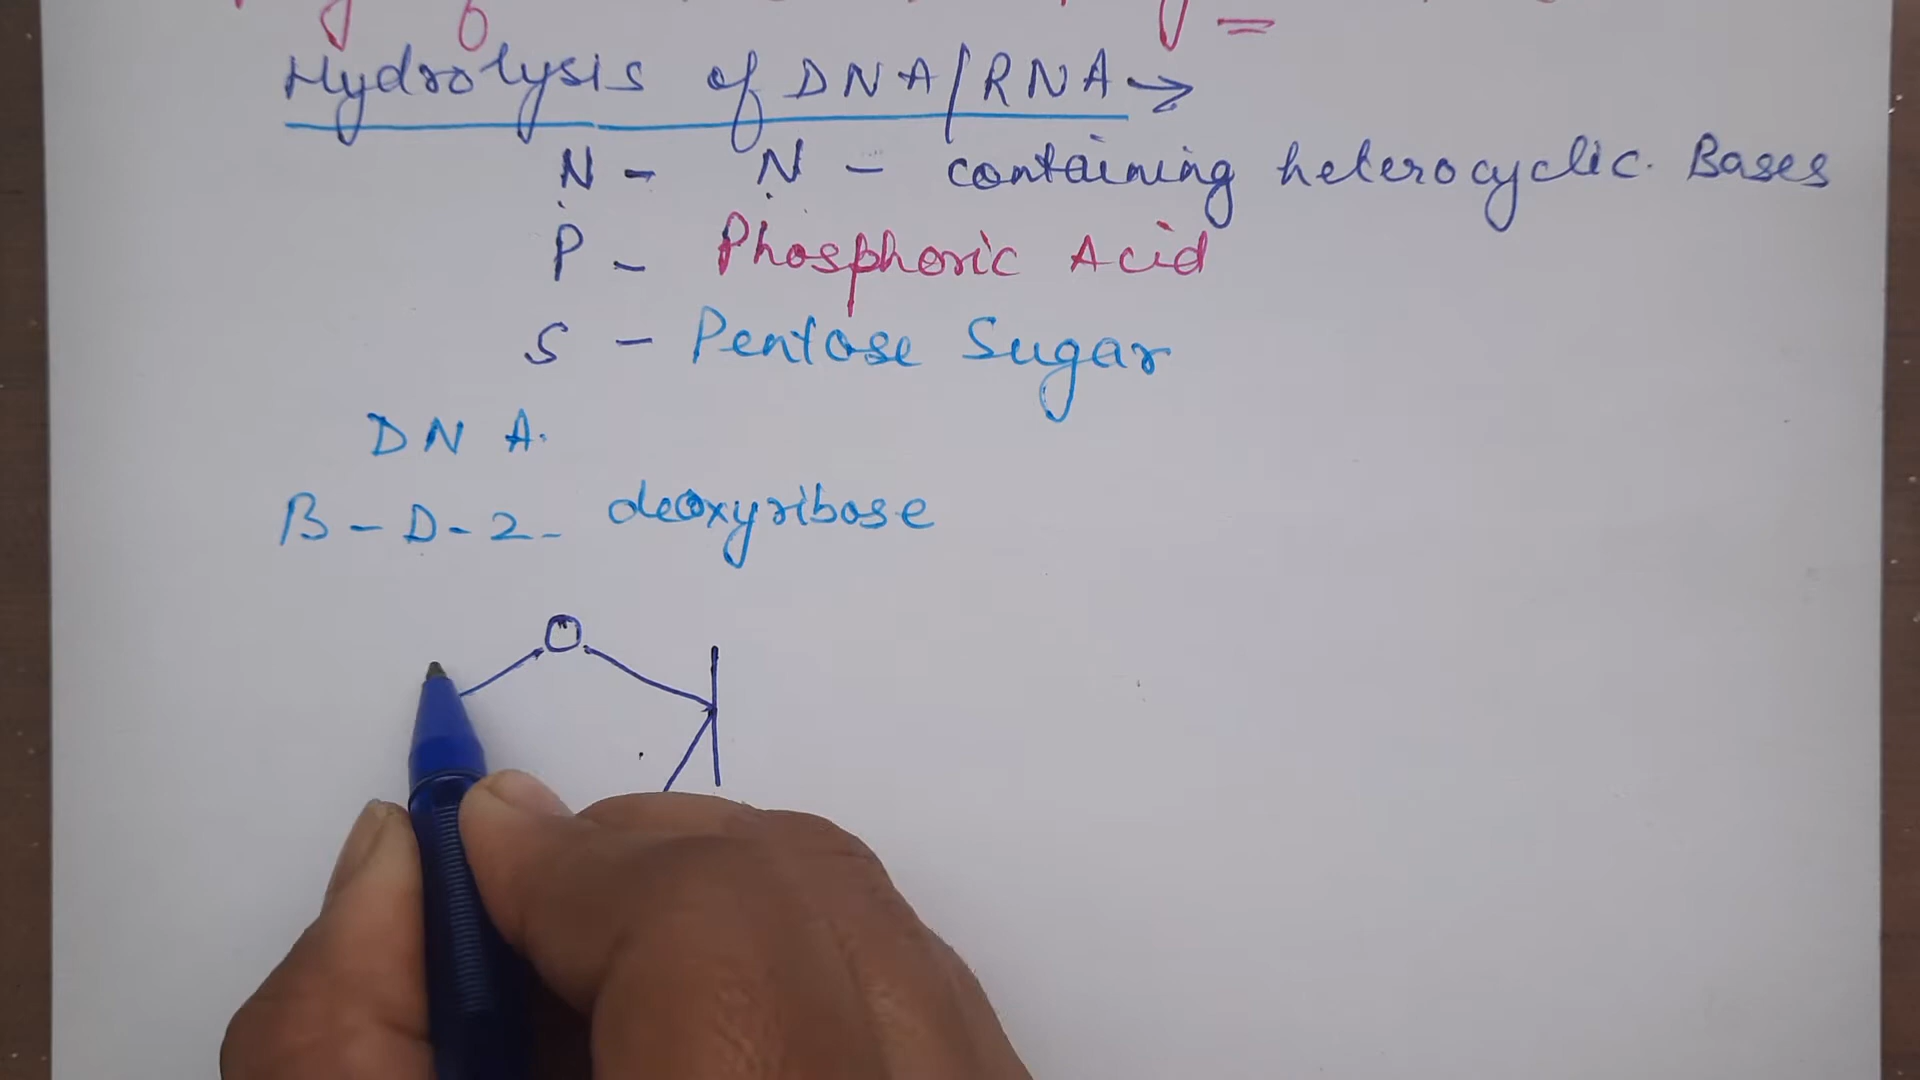 Hydrolysis of DNA/RNA →
N - N - containing heterocyclic Bases
P - Phosphoric Acid
S - Pentose Sugar
DNA.
B-D-2- deoxyribose
O